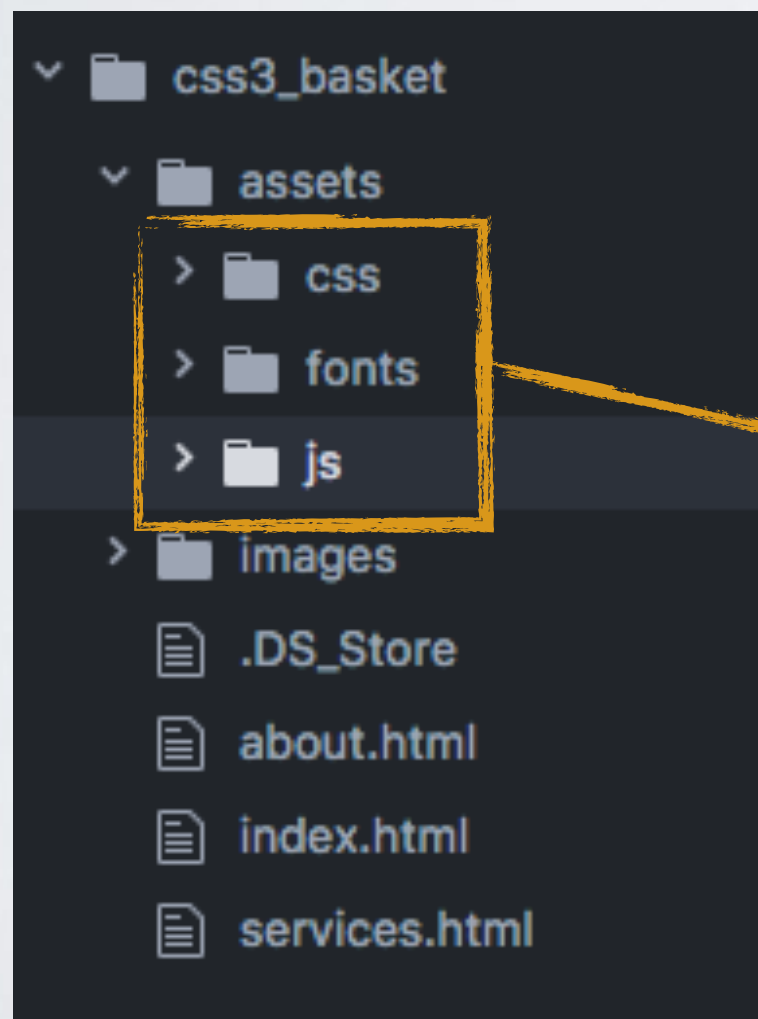 css3_basket
assets
css
fonts
js
images
.DS_Store
about.html
index.html
services.html